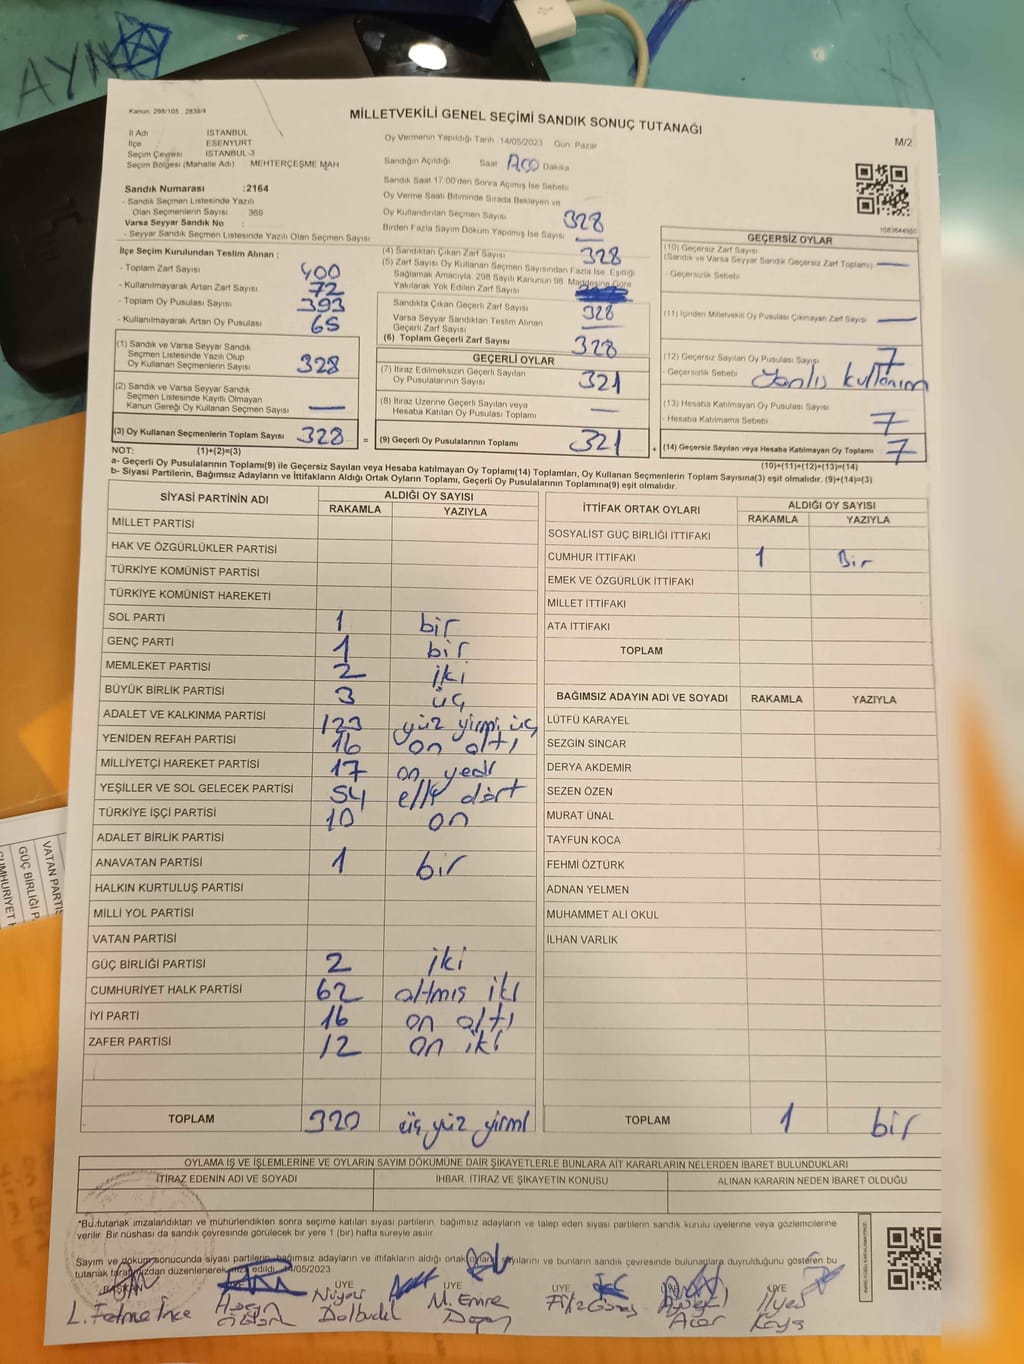 AYN
Kanun: 298/105 , 2839/4
MİLLETVEKİLİ GENEL SEÇİMİ SANDIK SONUÇ TUTANAĞI
M/2
İl Adı İSTANBUL
İlçe ESENYURT
Seçim Çevresi İSTANBUL-3
Seçim Bölgesi (Mahalle Adı) MEHTERÇEŞME MAH
Oy Vermenin Yapıldığı Tarih 14/05/2023 Gün Pazar
Sandığın Açıldığı Saat Dakika
Sandık Saat 17.00'den Sonra Açılmış İse Sebebi
Sandık Numarası :2164
- Sandık Seçmen Listesinde Yazılı
Olan Seçmenlerin Sayısı 369
Varsa Seyyar Sandık No :
- Seyyar Sandık Seçmen Listesinde Yazılı Olan Seçmen Sayısı
Oy Verme Saati Bitiminde Sırada Bekleyen ve
Oy Kullandırılan Seçmen Sayısı 328
Birden Fazla Sayım Döküm Yapılmış İse Sayısı
İlçe Seçim Kurulundan Teslim Alınan ;
- Toplam Zarf Sayısı 400
- Kullanılmayarak Artan Zarf Sayısı 72
- Toplam Oy Pusulası Sayısı 393
- Kullanılmayarak Artan Oy Pusulası 65
(4) Sandıktan Çıkan Zarf Sayısı 328
(5) Zarf Sayısı Oy Kullanan Seçmen Sayısından Fazla İse, Eşitliği
Sağlamak Amacıyla, 298 Sayılı Kanunun 98. Maddesine Göre
Yakılarak Yok Edilen Zarf Sayısı
Sandıkta Çıkan Geçerli Zarf Sayısı 328
Varsa Seyyar Sandıktan Teslim Alınan
Geçerli Zarf Sayısı
(6) Toplam Geçerli Zarf Sayısı 328
(1) Sandık ve Varsa Seyyar Sandık
Seçmen Listesinde Yazılı Olup
Oy Kullanan Seçmenlerin Sayısı 328
(2) Sandık ve Varsa Seyyar Sandık
Seçmen Listesinde Kayıtlı Olmayan
Kanun Gereği Oy Kullanan Seçmen Sayısı —
(3) Oy Kullanan Seçmenlerin Toplam Sayısı 328 =
GEÇERLİ OYLAR
(7) İtiraz Edilmeksizin Geçerli Sayılan
Oy Pusulalarının Sayısı 321
(8) İtiraz Üzerine Geçerli Sayılan veya
Hesaba Katılan Oy Pusulası Toplamı —
(9) Geçerli Oy Pusulalarının Toplamı 321 +
GEÇERSİZ OYLAR
(10) Geçersiz Zarf Sayısı
(Sandık ve Varsa Seyyar Sandık Geçersiz Zarf Toplamı) —
- Geçersizlik Sebebi
(11) İçinden Milletvekili Oy Pusulası Çıkmayan Zarf Sayısı —
(12) Geçersiz Sayılan Oy Pusulası Sayısı 7
- Geçersizlik Sebebi Yanlış kullanım
(13) Hesaba Katılmayan Oy Pusulası Sayısı
- Hesaba Katılmama Sebebi 7
(14) Geçersiz Sayılan veya Hesaba Katılmayan Oy Toplamı 7
NOT: (1)+(2)=(3)
(10)+(11)+(12)+(13)=(14)
a- Geçerli Oy Pusulalarının Toplamı(9) ile Geçersiz Sayılan veya Hesaba katılmayan Oy Toplamı(14) Toplamları, Oy Kullanan Seçmenlerin Toplam Sayısına(3) eşit olmalıdır. (9)+(14)=(3)
b- Siyasi Partilerin, Bağımsız Adayların ve İttifakların Aldığı Ortak Oyların Toplamı, Geçerli Oy Pusulalarının Toplamına(9) eşit olmalıdır.
SİYASİ PARTİNİN ADI ALDIĞI OY SAYISI
RAKAMLA YAZIYLA
MİLLET PARTİSİ
HAK VE ÖZGÜRLÜKLER PARTİSİ
TÜRKİYE KOMÜNİST PARTİSİ
TÜRKİYE KOMÜNİST HAREKETİ
SOL PARTİ 1 bir
GENÇ PARTİ 1 bir
MEMLEKET PARTİSİ 2 iki
BÜYÜK BİRLİK PARTİSİ 3 üç
ADALET VE KALKINMA PARTİSİ 123 yüz yirmi üç
YENİDEN REFAH PARTİSİ 16 on altı
MİLLİYETÇİ HAREKET PARTİSİ 17 on yedi
YEŞİLLER VE SOL GELECEK PARTİSİ 54 elli dört
TÜRKİYE İŞÇİ PARTİSİ 10 on
ADALET BİRLİK PARTİSİ
ANAVATAN PARTİSİ 1 bir
HALKIN KURTULUŞ PARTİSİ
MİLLİ YOL PARTİSİ
VATAN PARTİSİ
GÜÇ BİRLİĞİ PARTİSİ 2 iki
CUMHURİYET HALK PARTİSİ 62 altmış iki
İYİ PARTİ 16 on altı
ZAFER PARTİSİ 12 on iki
TOPLAM 320 üç yüz yirmi
İTTİFAK ORTAK OYLARI ALDIĞI OY SAYISI
RAKAMLA YAZIYLA
SOSYALİST GÜÇ BİRLİĞİ İTTİFAKI
CUMHUR İTTİFAKI 1 Bir
EMEK VE ÖZGÜRLÜK İTTİFAKI
MİLLET İTTİFAKI
ATA İTTİFAKI
TOPLAM
BAĞIMSIZ ADAYIN ADI VE SOYADI RAKAMLA YAZIYLA
LÜTFÜ KARAYEL
SEZGİN SİNCAR
DERYA AKDEMİR
SEZEN ÖZEN
MURAT ÜNAL
TAYFUN KOCA
FEHMİ ÖZTÜRK
ADNAN YELMEN
MUHAMMET ALİ OKUL
İLHAN VARLIK
TOPLAM 1 bir
OYLAMA İŞ VE İŞLEMLERİNE VE OYLARIN SAYIM DÖKÜMÜNE DAİR ŞİKAYETLERLE BUNLARA AİT KARARLARIN NELERDEN İBARET BULUNDUKLARI
İTİRAZ EDENİN ADI VE SOYADI İHBAR, İTİRAZ VE ŞİKAYETİN KONUSU ALINAN KARARIN NEDEN İBARET OLDUĞU
*Bu tutanak imzalandıktan ve mühürlendikten sonra seçime katılan siyasi partilerin, bağımsız adayların ve talep eden siyasi partilerin sandık kurulu üyelerine veya gözlemcilerine
verilir. Bir nüshası da sandık çevresinde görülecek bir yere 1 (bir) hafta süreyle asılır.
Sayım ve döküm sonucunda siyasi partilerin, bağımsız adayların ve ittifakların aldığı ortak oyların sayılarını ve bunların sandık çevresinde bulunanlara duyrulduğunu gösteren bu
tutanak tarafımızdan düzenlenerek imza edildi. 14/05/2023
BAŞKAN ÜYE ÜYE ÜYE ÜYE
L. Fatma İnce
M. Emre
Acar
İlyas
Kaya
VATAN PARTİS
GÜÇ BİRLİĞİ P